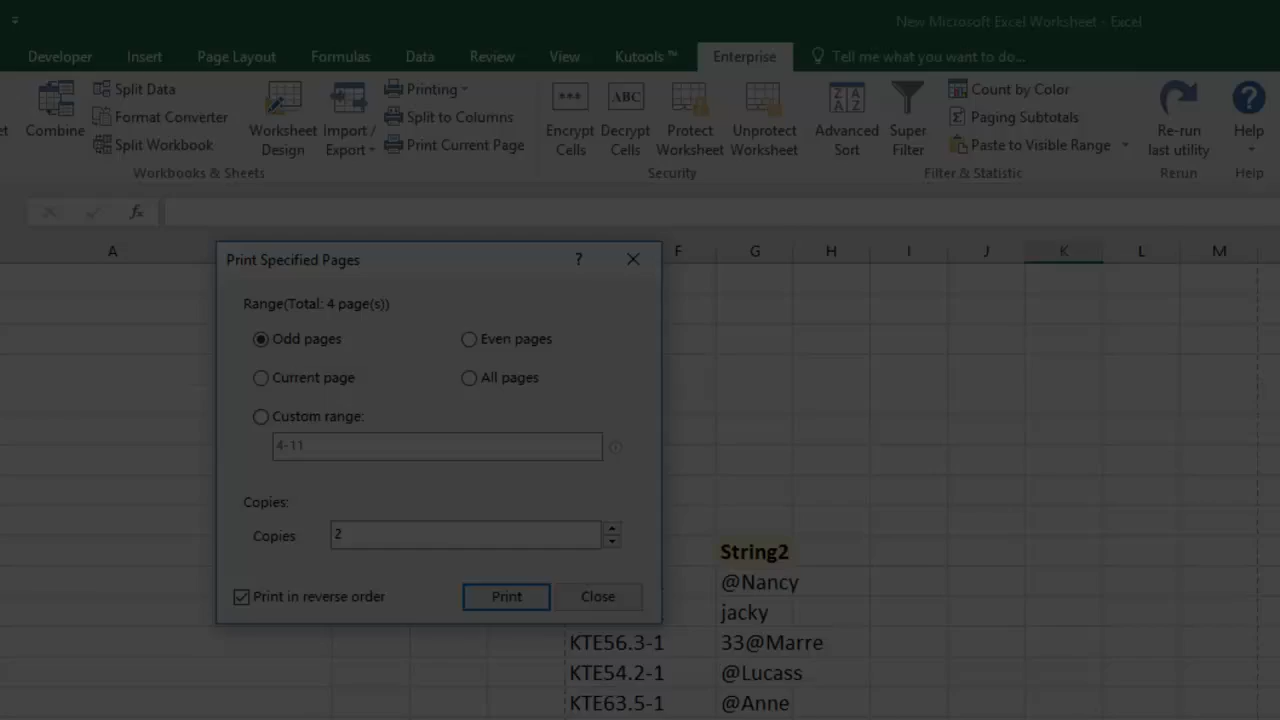 New Microsoft Excel Worksheet - Excel
Developer Insert Page Layout Formulas Data Review View Kutools ™ Enterprise Tell me what you want to do...
Combine
Split Data
Format Converter
Split Workbook
Worksheet
Design
Import /
Export
Printing
Split to Columns
Print Current Page
Encrypt
Cells
Decrypt
Cells
Protect
Worksheet
Unprotect
Worksheet
Advanced
Sort
Super
Filter
Count by Color
Paging Subtotals
Paste to Visible Range
Re-run
last utility
Help
Workbooks & Sheets Security Filter & Statistic Rerun Help
fx
A F G H I J K L M
Print Specified Pages ?
Range(Total: 4 page(s))
Odd pages Even pages
Current page All pages
Custom range:
4-11
Copies:
Copies 2
Print in reverse order Print Close
String2
@Nancy
jacky
KTE56.3-1 33@Marre
KTE54.2-1 @Lucass
KTE63.5-1 @Anne